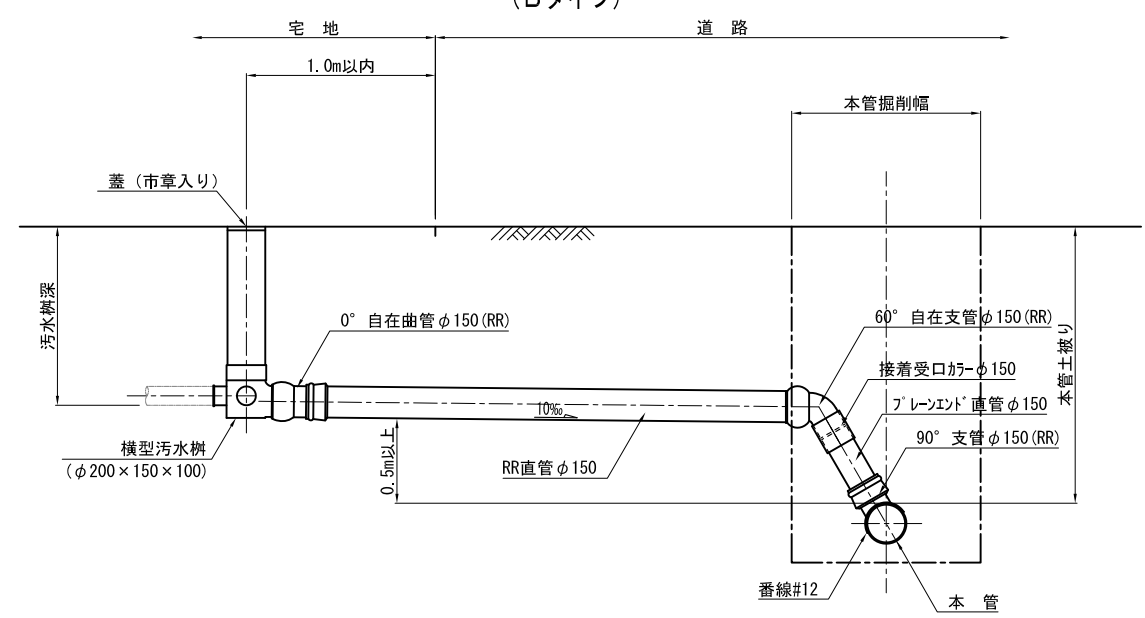 (Bタイプ)
宅　地
道　路
1.0m以内
本管掘削幅
蓋（市章入り）
汚水桝深
0°自在曲管φ150(RR)
60°自在支管φ150(RR)
接着受口ｶﾗｰφ150
ﾌﾟﾚｰﾝｴﾝﾄﾞ直管φ150
90°支管φ150(RR)
本管土被り
10‰
横型汚水桝
(φ200×150×100)
0.5m以上
RR直管φ150
番線#12
本　管